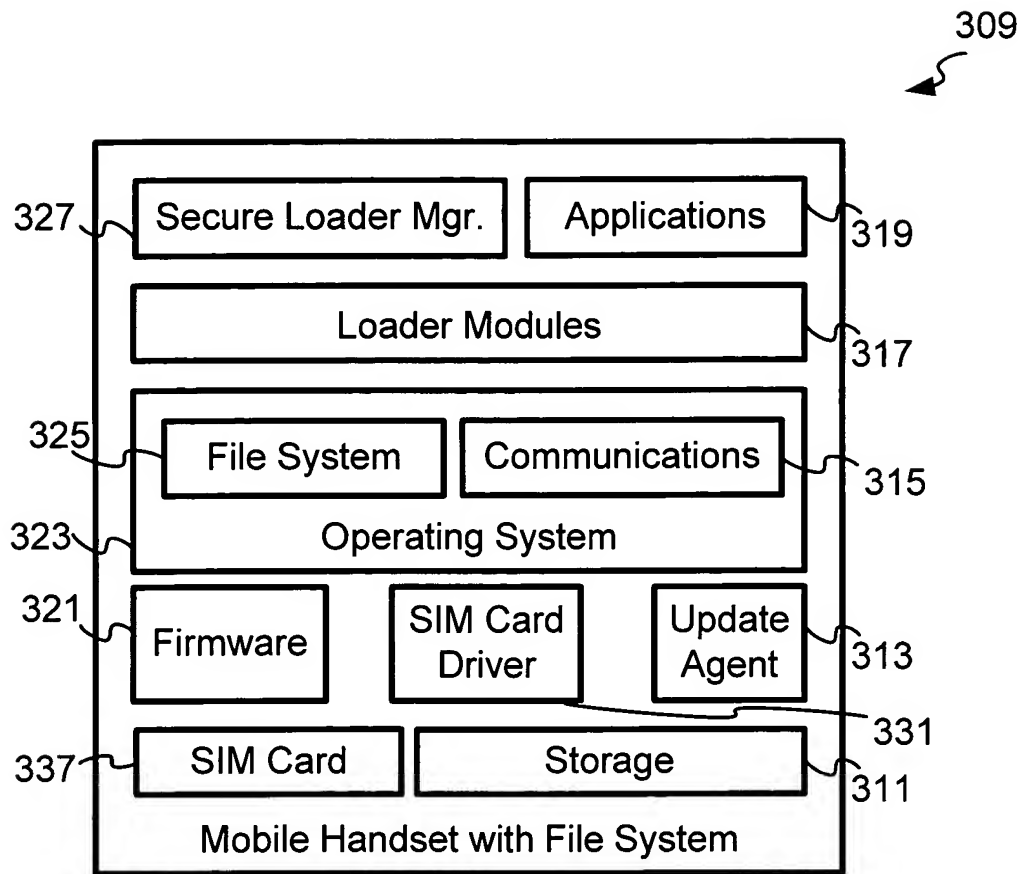 309
327
Secure Loader Mgr.
Applications
319
Loader Modules
317
325
File System
Communications
315
323
Operating System
321
Firmware
SIM Card
Driver
Update
Agent
313
331
337
SIM Card
Storage
311
Mobile Handset with File System